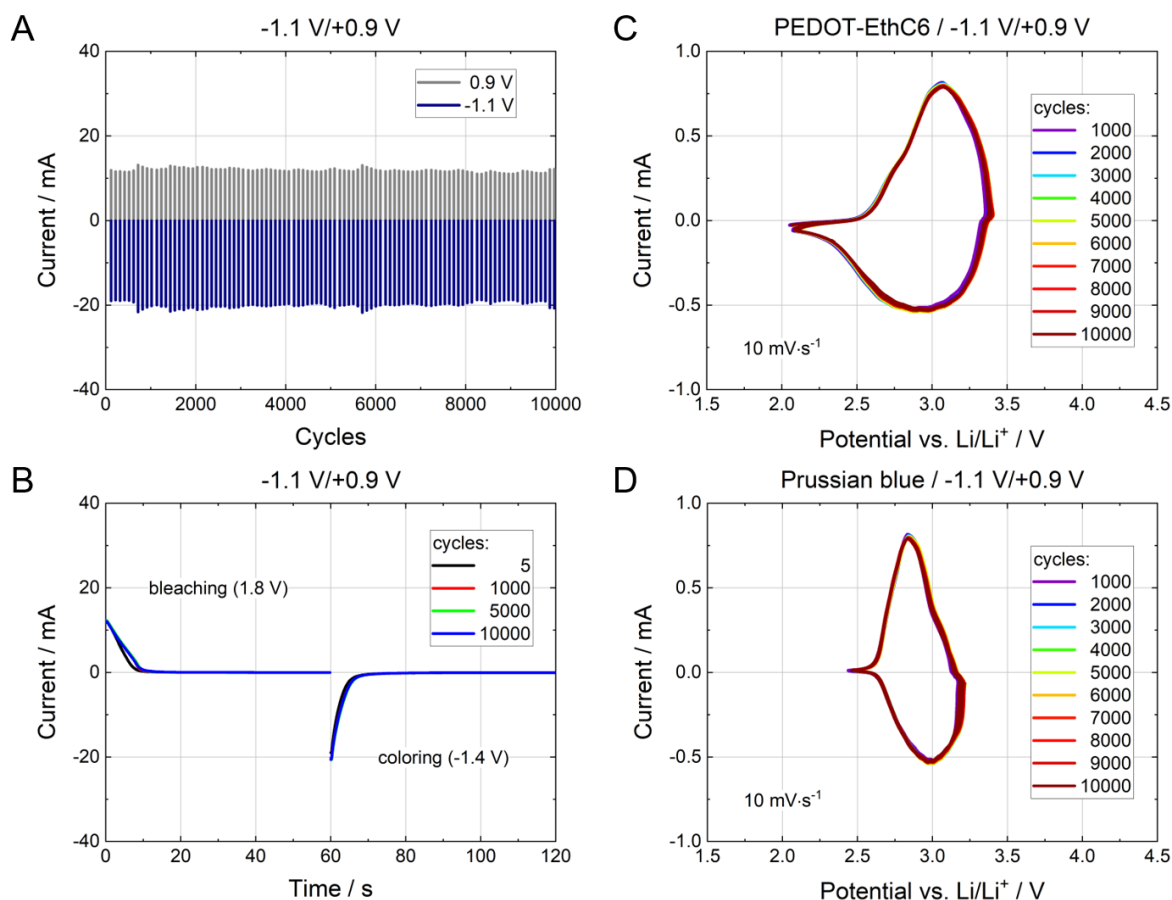 A
-1.1 V/+0.9 V
40
20
0
-20
-40
Current / mA
0.9 V
-1.1 V
0
2000
4000
6000
8000
10000
Cycles
B
-1.1 V/+0.9 V
40
20
0
-20
-40
Current / mA
cycles:
5
1000
5000
10000
bleaching (1.8 V)
coloring (-1.4 V)
0
20
40
60
80
100
120
Time / s
C
PEDOT-EthC6 / -1.1 V/+0.9 V
1.0
0.5
0.0
-0.5
-1.0
Current / mA
cycles:
1000
2000
3000
4000
5000
6000
7000
8000
9000
10000
10 mV·s⁻¹
1.5
2.0
2.5
3.0
3.5
4.0
4.5
Potential vs. Li/Li⁺ / V
D
Prussian blue / -1.1 V/+0.9 V
1.0
0.5
0.0
-0.5
-1.0
Current / mA
cycles:
1000
2000
3000
4000
5000
6000
7000
8000
9000
10000
10 mV·s⁻¹
1.5
2.0
2.5
3.0
3.5
4.0
4.5
Potential vs. Li/Li⁺ / V